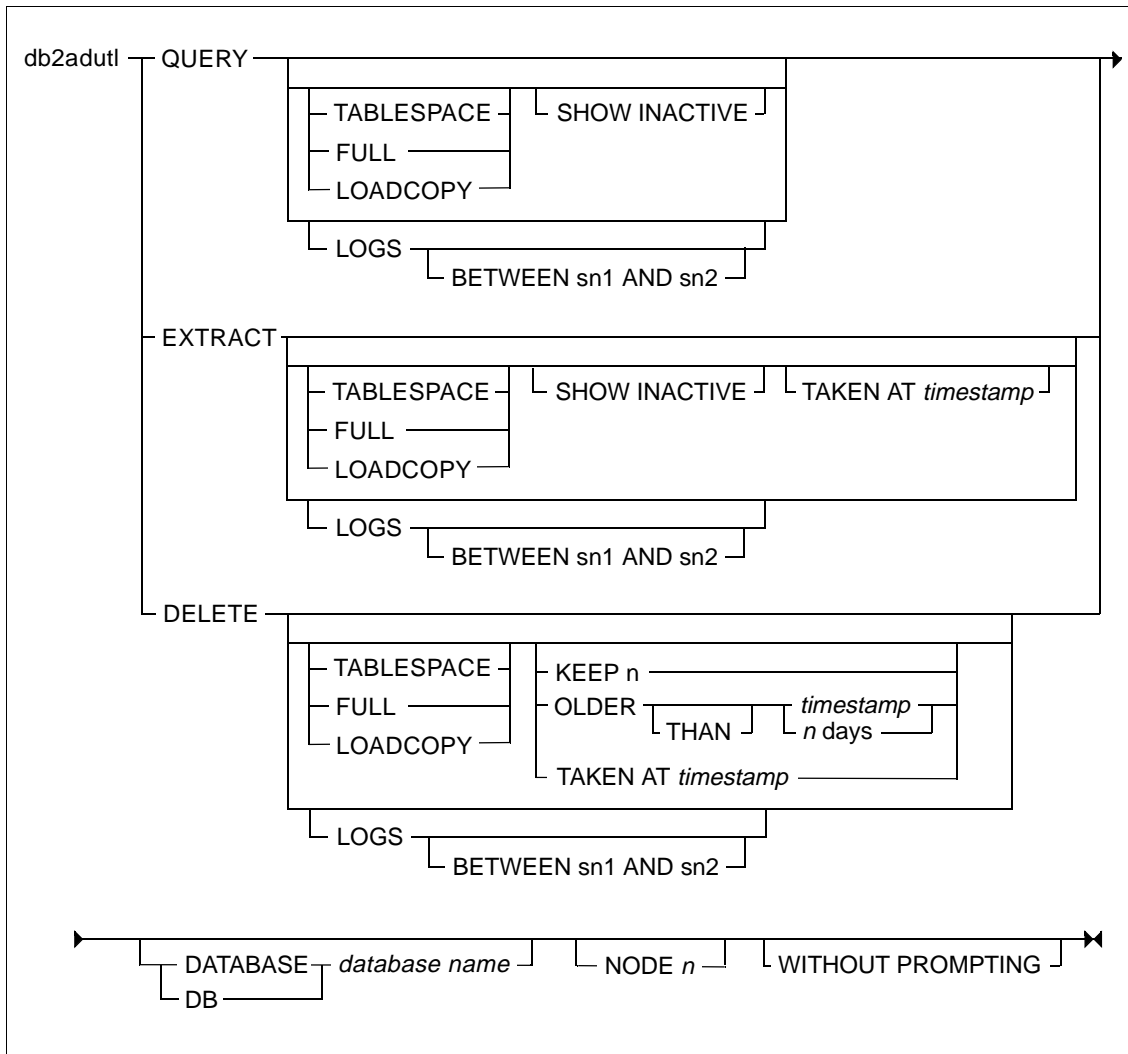 db2adutl QUERY
TABLESPACE SHOW INACTIVE
FULL
LOADCOPY
LOGS
BETWEEN sn1 AND sn2
EXTRACT
TABLESPACE SHOW INACTIVE TAKEN AT timestamp
FULL
LOADCOPY
LOGS
BETWEEN sn1 AND sn2
DELETE
TABLESPACE KEEP n
FULL OLDER timestamp
THAN n days
LOADCOPY
TAKEN AT timestamp
LOGS
BETWEEN sn1 AND sn2
DATABASE database name NODE n WITHOUT PROMPTING
DB